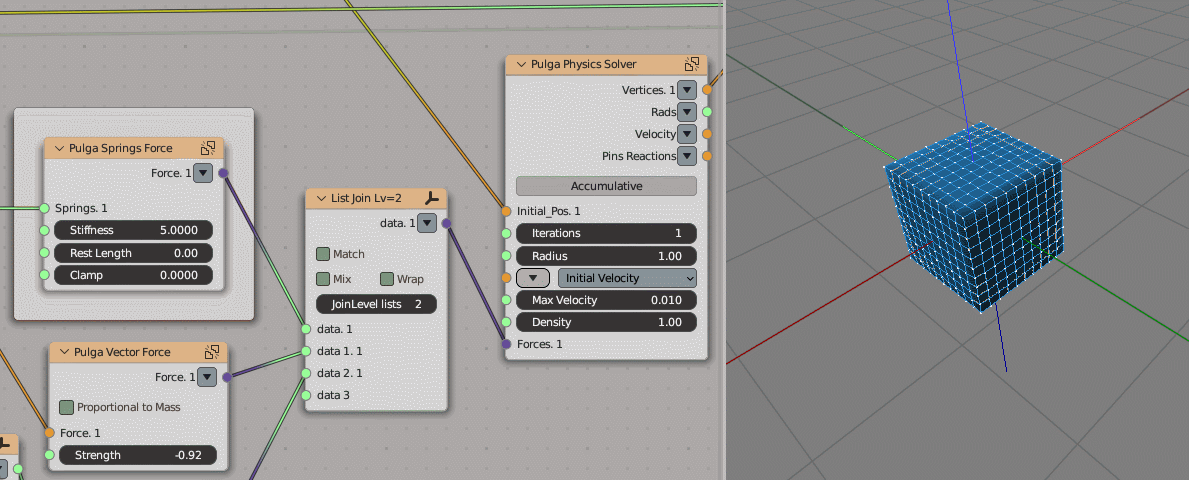 Pulga Springs Force
Force. 1
Springs. 1
Stiffness 5.0000
Rest Length 0.00
Clamp 0.0000
Pulga Vector Force
Force. 1
Proportional to Mass
Force. 1
Strength -0.92
List Join Lv=2
data. 1
Match
Mix Wrap
JoinLevel lists 2
data. 1
data 1. 1
data 2. 1
data 3
Pulga Physics Solver
Vertices. 1
Rads
Velocity
Pins Reactions
Accumulative
Initial_Pos. 1
Iterations 1
Radius 1.00
Initial Velocity
Max Velocity 0.010
Density 1.00
Forces. 1